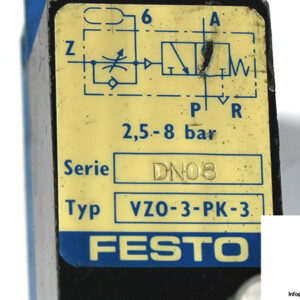 6 A
Z
P R
2,5-8 bar
Serie DN08
Typ VZO-3-PK-3
FESTO